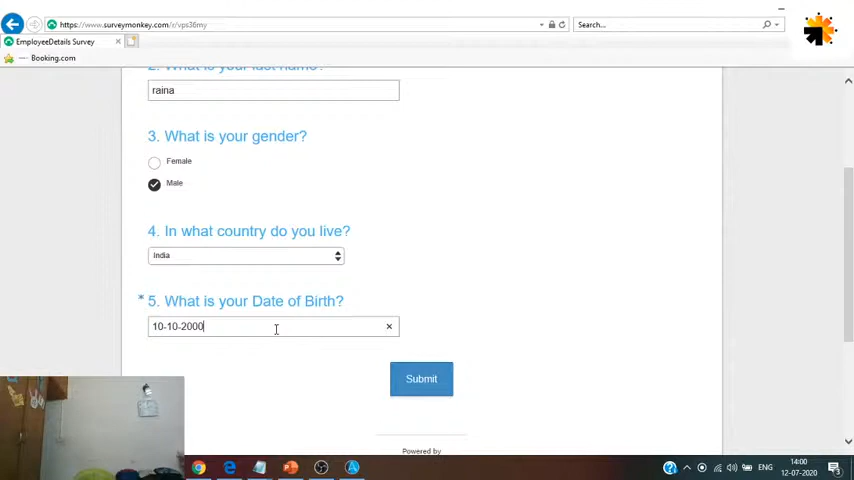 https://www.surveymonkey.com/r/vps36my
Search...
EmployeeDetails Survey
Booking.com
2. What is your last name?
raina
3. What is your gender?
Female
Male
4. In what country do you live?
India
* 5. What is your Date of Birth?
10-10-2000
Submit
Powered by
ENG
14:00
12-07-2020